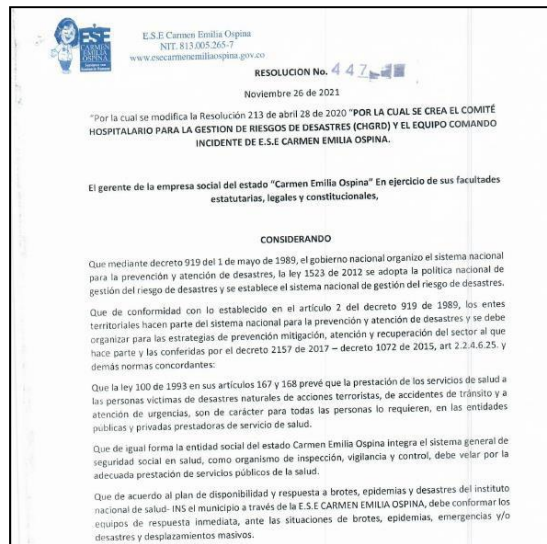 ESE
CARMEN
EMILIA
OSPINA
E.S.E Carmen Emilia Ospina
NIT. 813.005.265-7
www.esecarmenemiliaospina.gov.co
RESOLUCION No. 447
Noviembre 26 de 2021
"Por la cual se modifica la Resolución 213 de abril 28 de 2020 "POR LA CUAL SE CREA EL COMITÉ
HOSPITALARIO PARA LA GESTION DE RIESGOS DE DESASTRES (CHGRD) Y EL EQUIPO COMANDO
INCIDENTE DE E.S.E CARMEN EMILIA OSPINA.
El gerente de la empresa social del estado "Carmen Emilia Ospina" En ejercicio de sus facultades
estatutarias, legales y constitucionales,
CONSIDERANDO
Que mediante decreto 919 del 1 de mayo de 1989, el gobierno nacional organizo el sistema nacional
para la prevención y atención de desastres, la ley 1523 de 2012 se adopta la política nacional de
gestión del riesgo de desastres y se establece el sistema nacional de gestión del riesgo de desastres.
Que de conformidad con lo establecido en el artículo 2 del decreto 919 de 1989, los entes
territoriales hacen parte del sistema nacional para la prevención y atención de desastres y se debe
organizar para las estrategias de prevención mitigación, atención y recuperación del sector al que
hace parte y las conferidas por el decreto 2157 de 2017 – decreto 1072 de 2015, art 2.2.4.6.25. y
demás normas concordantes:
Que la ley 100 de 1993 en sus artículos 167 y 168 prevé que la prestación de los servicios de salud a
las personas víctimas de desastres naturales de acciones terroristas, de accidentes de tránsito y a
atención de urgencias, son de carácter para todas las personas lo requieren, en las entidades
públicas y privadas prestadoras de servicio de salud.
Que de igual forma la entidad social del estado Carmen Emilia Ospina integra el sistema general de
seguridad social en salud, como organismo de inspección, vigilancia y control, debe velar por la
adecuada prestación de servicios públicos de la salud.
Que de acuerdo al plan de disponibilidad y respuesta a brotes, epidemias y desastres del instituto
nacional de salud- INS el municipio a través de la E.S.E CARMEN EMILIA OSPINA, debe conformar los
equipos de respuesta inmediata, ante las situaciones de brotes, epidemias, emergencias y/o
desastres y desplazamientos masivos.